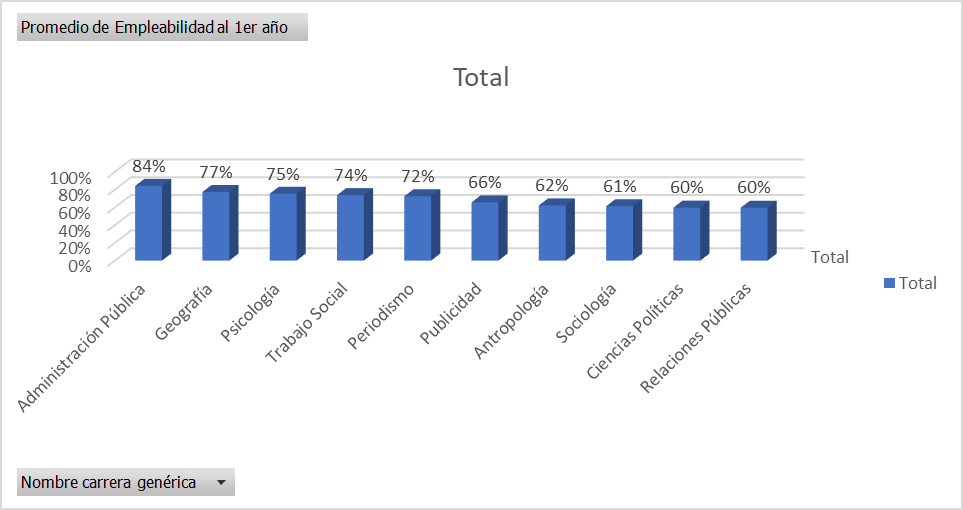 Promedio de Empleabilidad al 1er año
Total
84%
77%
75%
74%
72%
66%
62%
61%
60%
60%
100%
80%
60%
40%
20%
0%
Administración Pública
Geografía
Psicología
Trabajo Social
Periodismo
Publicidad
Antropología
Sociología
Ciencias Políticas
Relaciones Públicas
Total
Total
Nombre carrera genérica